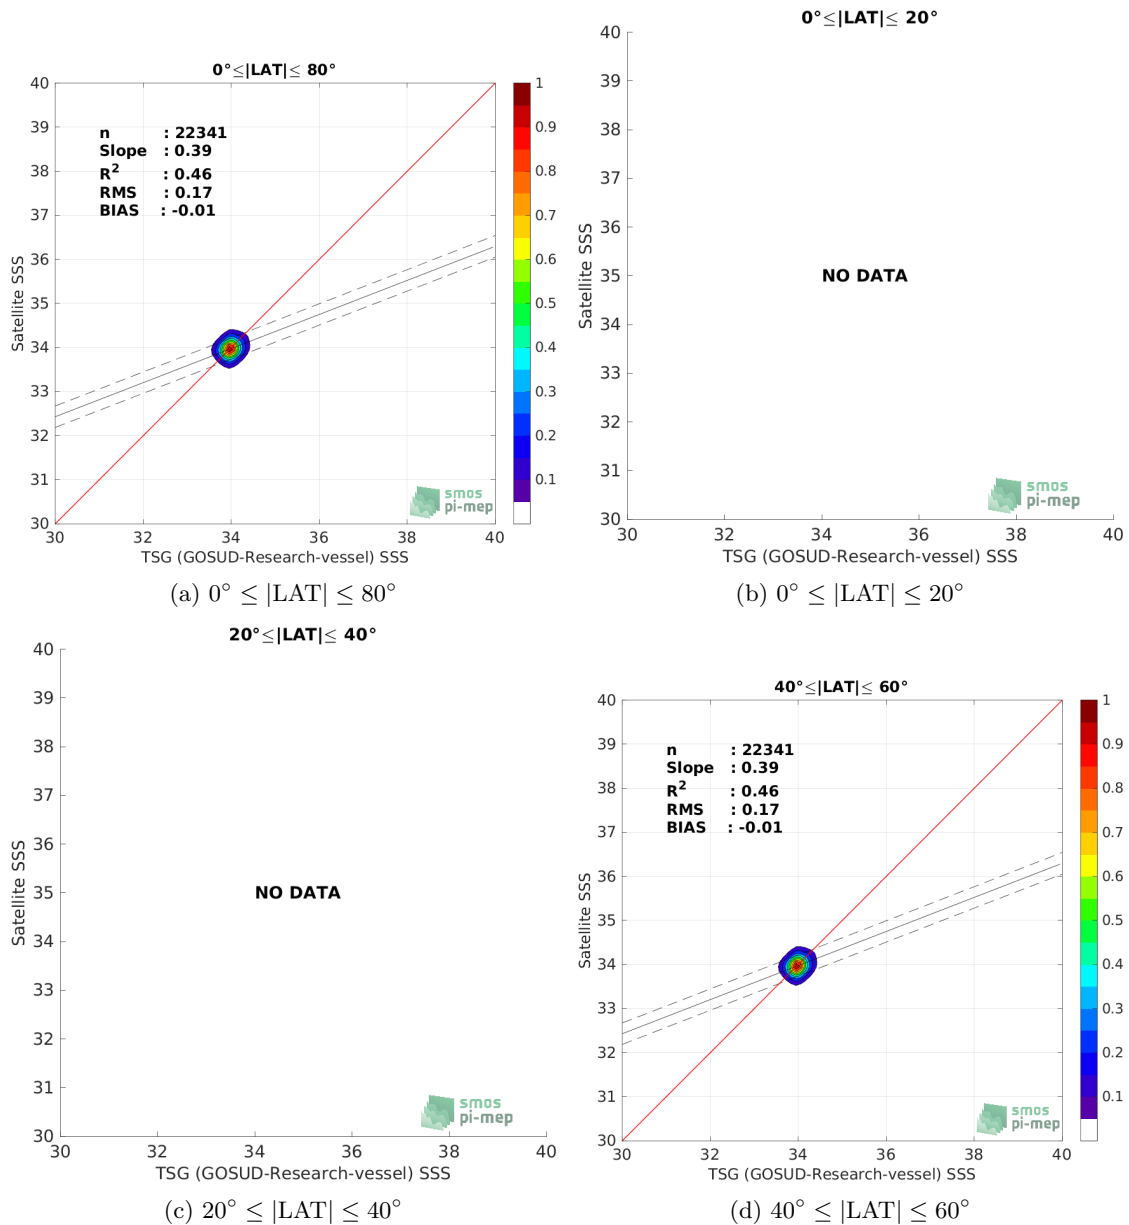 0°≤|LAT|≤ 80°
40
39
38
37
36
35
34
33
32
31
30
Satellite SSS
n : 22341
Slope : 0.39
R² : 0.46
RMS : 0.17
BIAS : -0.01
1
0.9
0.8
0.7
0.6
0.5
0.4
0.3
0.2
0.1
smos
pi-mep
30 32 34 36 38 40
TSG (GOSUD-Research-vessel) SSS
(a) 0° ≤ |LAT| ≤ 80°
0°≤|LAT|≤ 20°
40
39
38
37
36
35
34
33
32
31
30
Satellite SSS
NO DATA
smos
pi-mep
30 32 34 36 38 40
TSG (GOSUD-Research-vessel) SSS
(b) 0° ≤ |LAT| ≤ 20°
20°≤|LAT|≤ 40°
40
39
38
37
36
35
34
33
32
31
30
Satellite SSS
NO DATA
smos
pi-mep
30 32 34 36 38 40
TSG (GOSUD-Research-vessel) SSS
(c) 20° ≤ |LAT| ≤ 40°
40°≤|LAT|≤ 60°
40
39
38
37
36
35
34
33
32
31
30
Satellite SSS
n : 22341
Slope : 0.39
R² : 0.46
RMS : 0.17
BIAS : -0.01
1
0.9
0.8
0.7
0.6
0.5
0.4
0.3
0.2
0.1
smos
pi-mep
30 32 34 36 38 40
TSG (GOSUD-Research-vessel) SSS
(d) 40° ≤ |LAT| ≤ 60°